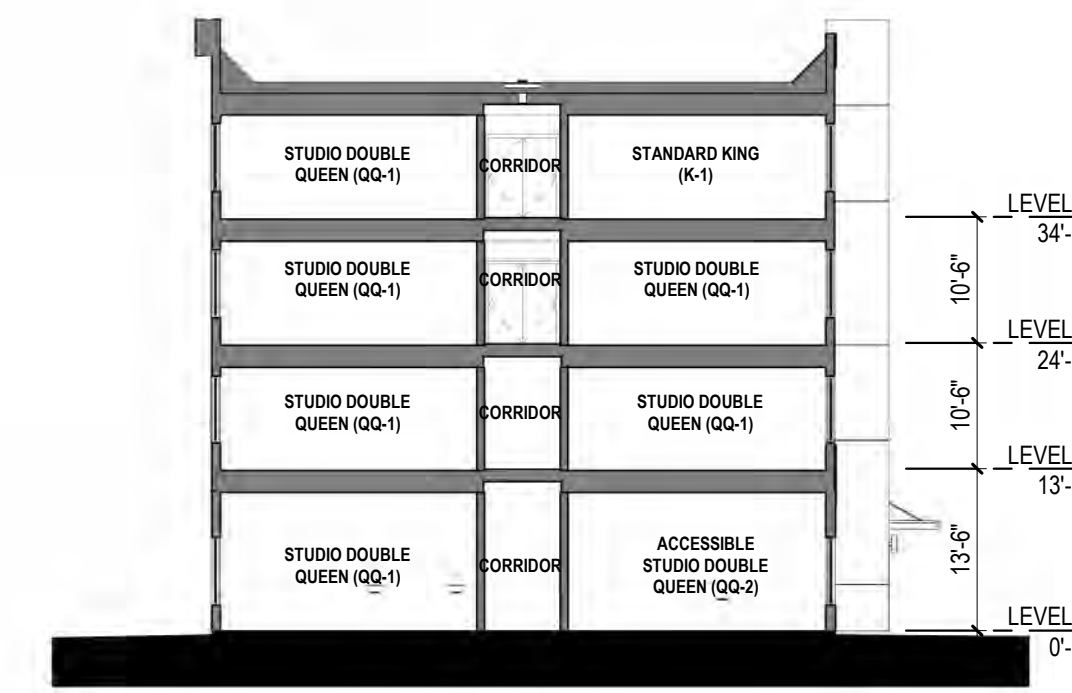 STUDIO DOUBLE
QUEEN (QQ-1)
CORRIDOR
STANDARD KING
(K-1)
LEVEL
34'-
10'-6"
STUDIO DOUBLE
QUEEN (QQ-1)
CORRIDOR
STUDIO DOUBLE
QUEEN (QQ-1)
LEVEL
24'-
10'-6"
STUDIO DOUBLE
QUEEN (QQ-1)
CORRIDOR
STUDIO DOUBLE
QUEEN (QQ-1)
LEVEL
13'-
13'-6"
STUDIO DOUBLE
QUEEN (QQ-1)
CORRIDOR
ACCESSIBLE
STUDIO DOUBLE
QUEEN (QQ-2)
LEVEL
0'-